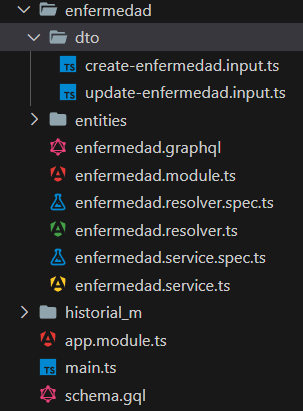 enfermedad
dto
TS create-enfermedad.input.ts
TS update-enfermedad.input.ts
entities
enfermedad.graphql
enfermedad.module.ts
enfermedad.resolver.spec.ts
enfermedad.resolver.ts
enfermedad.service.spec.ts
enfermedad.service.ts
historial_m
app.module.ts
TS main.ts
schema.gql